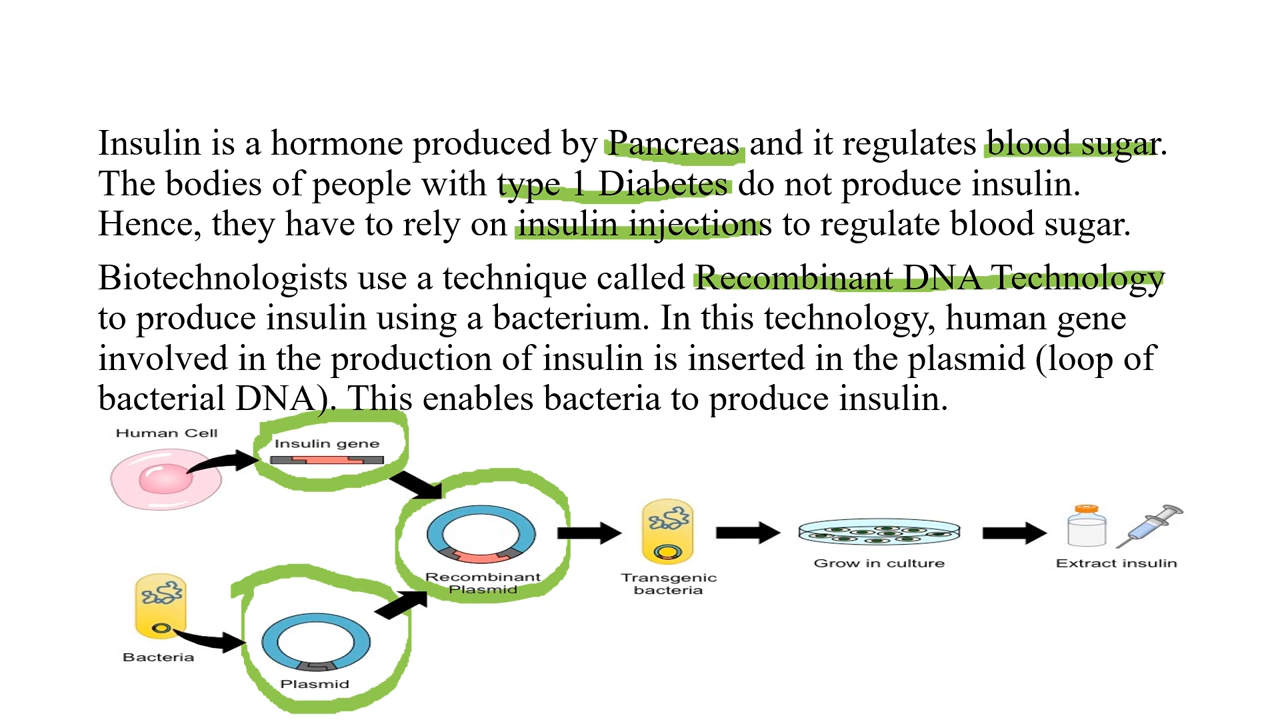 Insulin is a hormone produced by Pancreas and it regulates blood sugar.
The bodies of people with type 1 Diabetes do not produce insulin.
Hence, they have to rely on insulin injections to regulate blood sugar.
Biotechnologists use a technique called Recombinant DNA Technology
to produce insulin using a bacterium. In this technology, human gene
involved in the production of insulin is inserted in the plasmid (loop of
bacterial DNA). This enables bacteria to produce insulin.
Human Cell
Insulin gene
Recombinant
Plasmid
Transgenic
bacteria
Grow in culture
Extract insulin
Bacteria
Plasmid